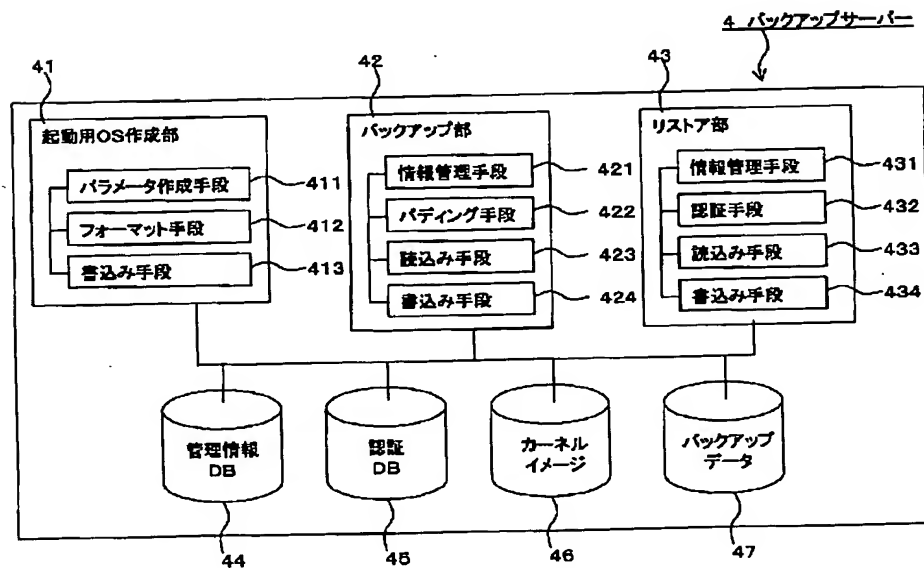 4 バックアップサーバー
41
42
43
起動用OS作成部
パラメータ作成手段
411
フォーマット手段
412
書込み手段
413
バックアップ部
情報管理手段
421
パディング手段
422
読込み手段
423
書込み手段
424
リストア部
情報管理手段
431
認証手段
432
読込み手段
433
書込み手段
434
管理情報
DB
認証
DB
カーネル
イメージ
バックアップ
データ
44
45
46
47